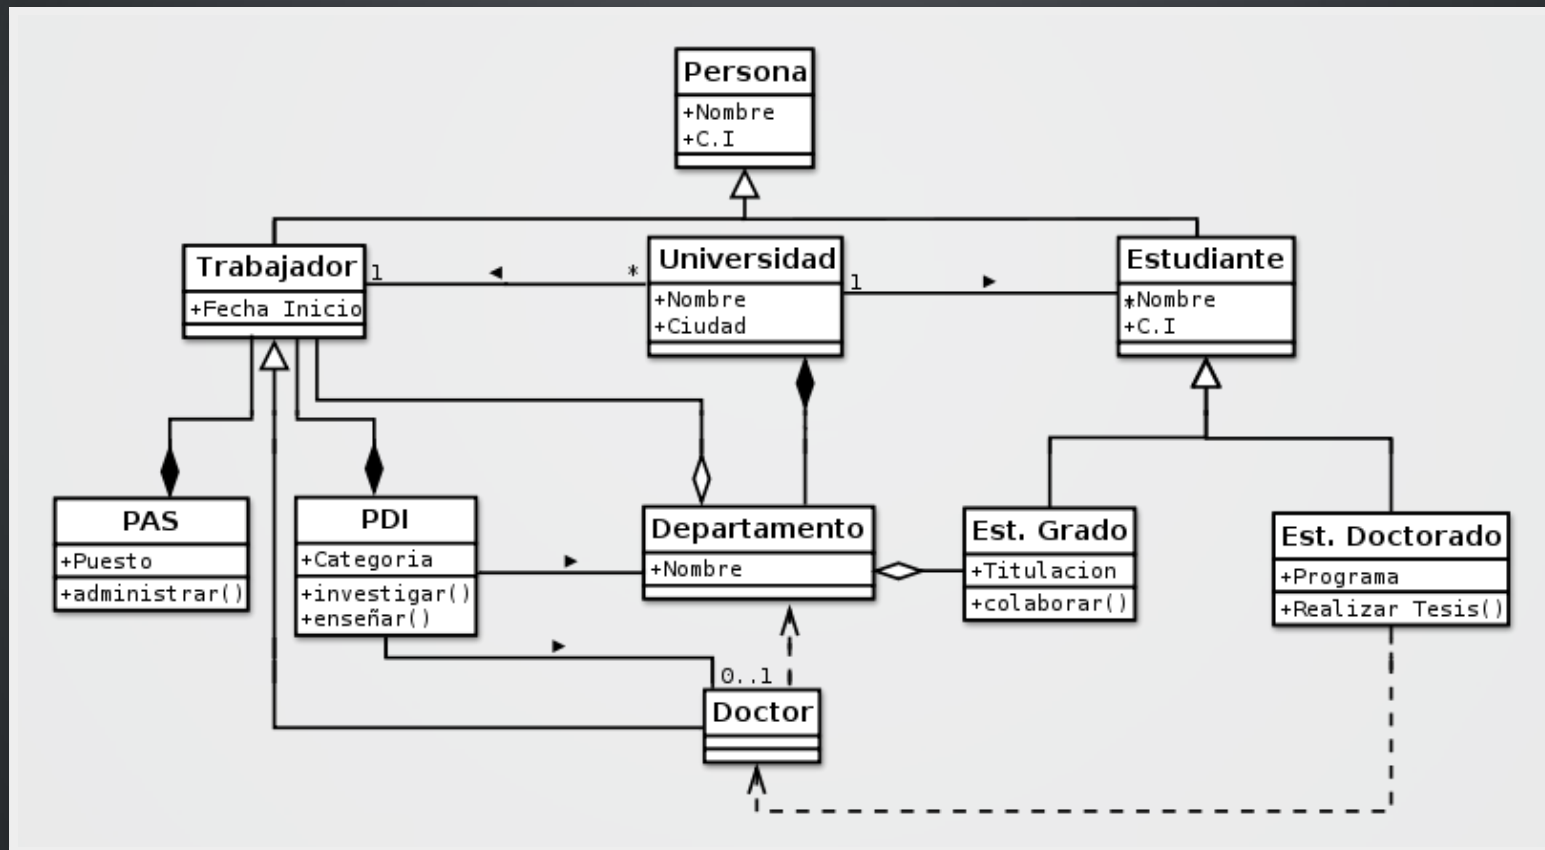 Persona
+Nombre
+C.I
Trabajador
+Fecha Inicio
1
*
Universidad
+Nombre
+Ciudad
1
Estudiante
*
+Nombre
+C.I
PAS
+Puesto
+administrar()
PDI
+Categoria
+investigar()
+enseñar()
Departamento
+Nombre
Est. Grado
+Titulacion
+colaborar()
Est. Doctorado
+Programa
+Realizar Tesis()
0..1
Doctor